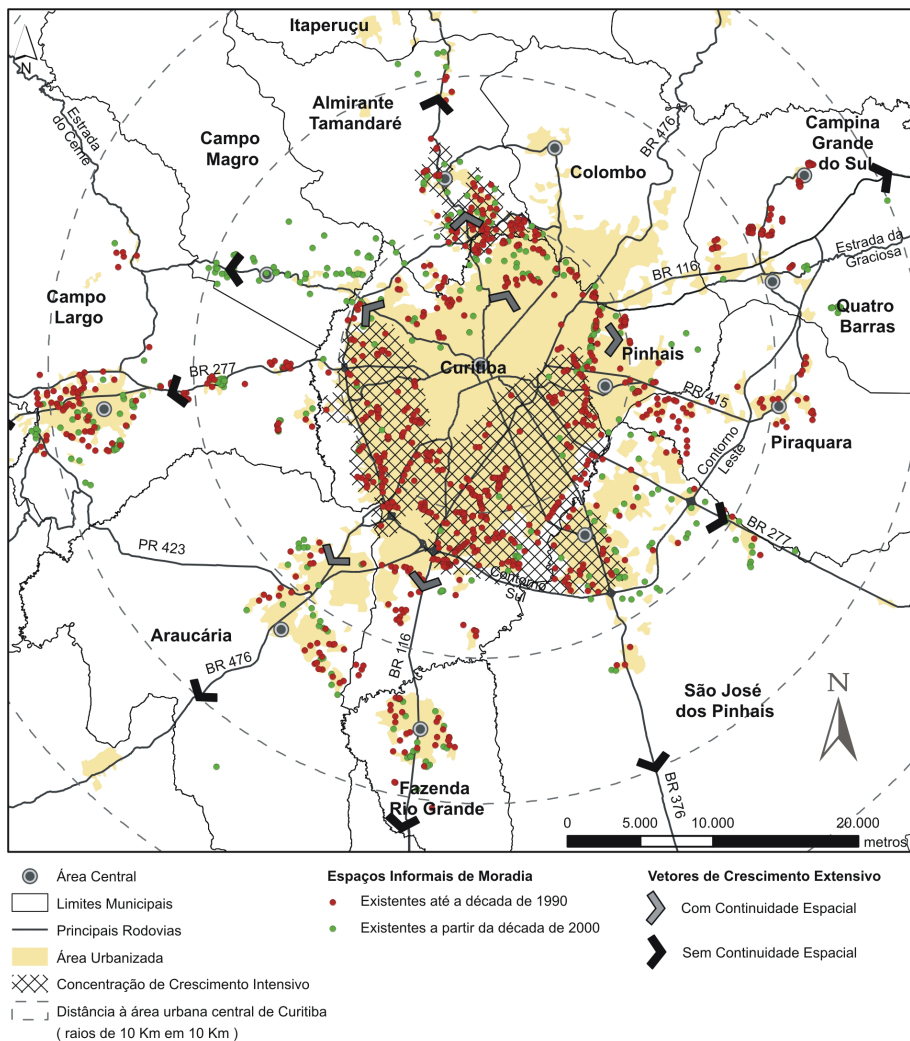 Itaperuçu
N
Estrada
do Cerne
Almirante
Tamandaré
Campo
Magro
Colombo
BR 476
Campina
Grande
do Sul
Estrada da
Graciosa
BR 116
Campo
Largo
Quatro
Barras
BR 277
Curitiba
Pinhais
PR 415
Piraquara
Contorno
Leste
BR 277
PR 423
Contorno
Sul
Araucária
BR 476
BR 116
São José
dos Pinhais
N
Fazenda
Rio Grande
BR 376
0 5.000 10.000 20.000
metros
Área Central
Limites Municipais
Principais Rodovias
Área Urbanizada
Concentração de Crescimento Intensivo
Distância à área urbana central de Curitiba
( raios de 10 Km em 10 Km )
Espaços Informais de Moradia
Existentes até a década de 1990
Existentes a partir da década de 2000
Vetores de Crescimento Extensivo
Com Continuidade Espacial
Sem Continuidade Espacial